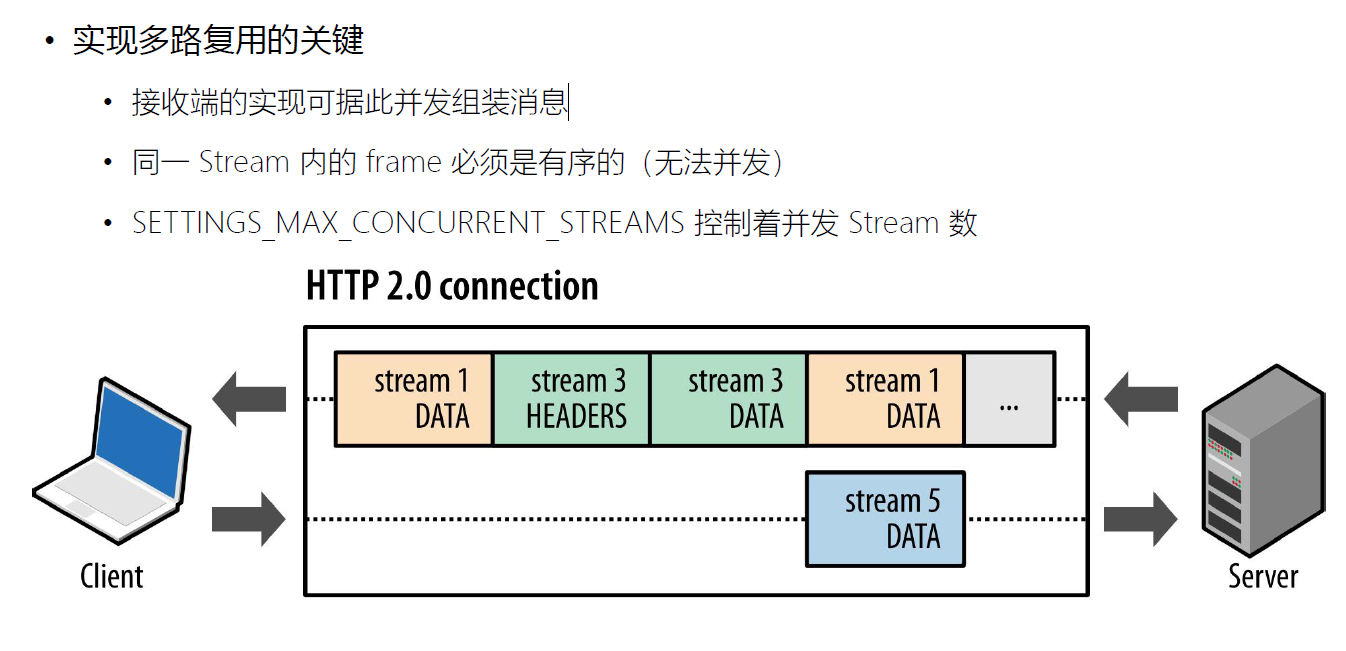 • 实现多路复用的关键
• 接收端的实现可据此并发组装消息
• 同一 Stream 内的 frame 必须是有序的（无法并发）
• SETTINGS_MAX_CONCURRENT_STREAMS 控制着并发 Stream 数
HTTP 2.0 connection
stream 1
DATA
stream 3
HEADERS
stream 3
DATA
stream 1
DATA
...
stream 5
DATA
Client
Server